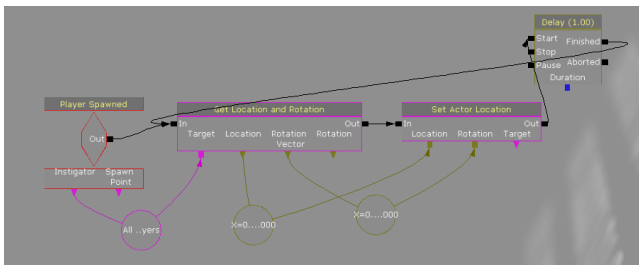 Delay (1.00)
Start Finished
Stop
Pause Aborted
Duration
Player Spawned
Out
Instigator Spawn Point
Get Location and Rotation
In Out
Target Location Rotation Vector Rotation
Set Actor Location
In Out
Location Rotation Target
All ..yers
X=0....000
X=0....000